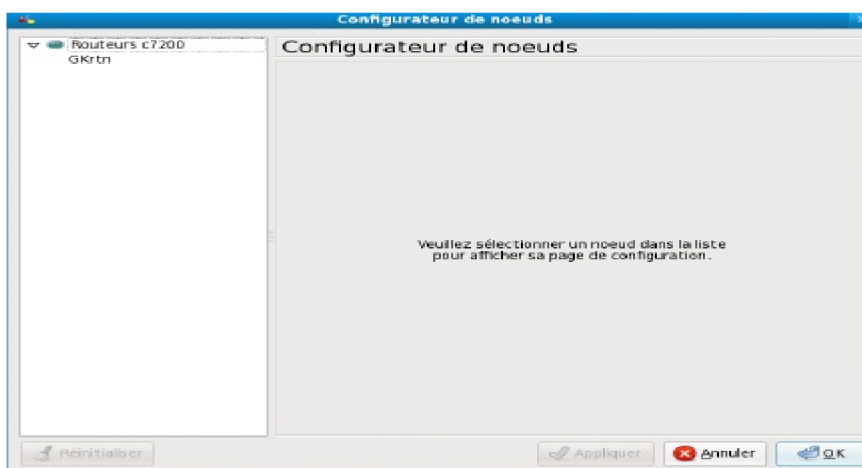 Configurateur de noeuds
Routeurs c7200
GKrtn
Configurateur de noeuds
Veuillez sélectionner un noeud dans la liste
pour afficher sa page de configuration.
Réinitialiser
Appliquer
Annuler
OK